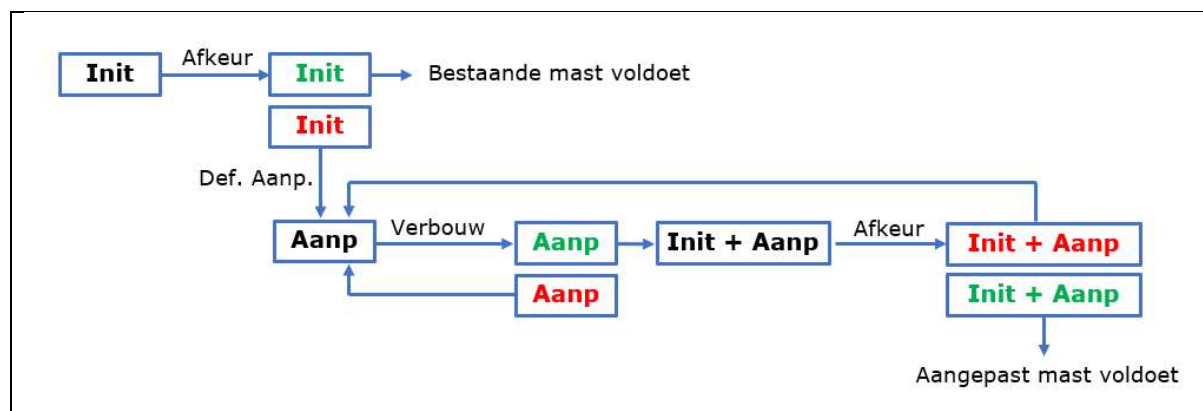 Afkeur
Init
Init
Bestaande mast voldoet
Init
Def. Aanp.
Aanp
Verbouw
Aanp
Init + Aanp
Afkeur
Init + Aanp
Aanp
Init + Aanp
Aangepast mast voldoet